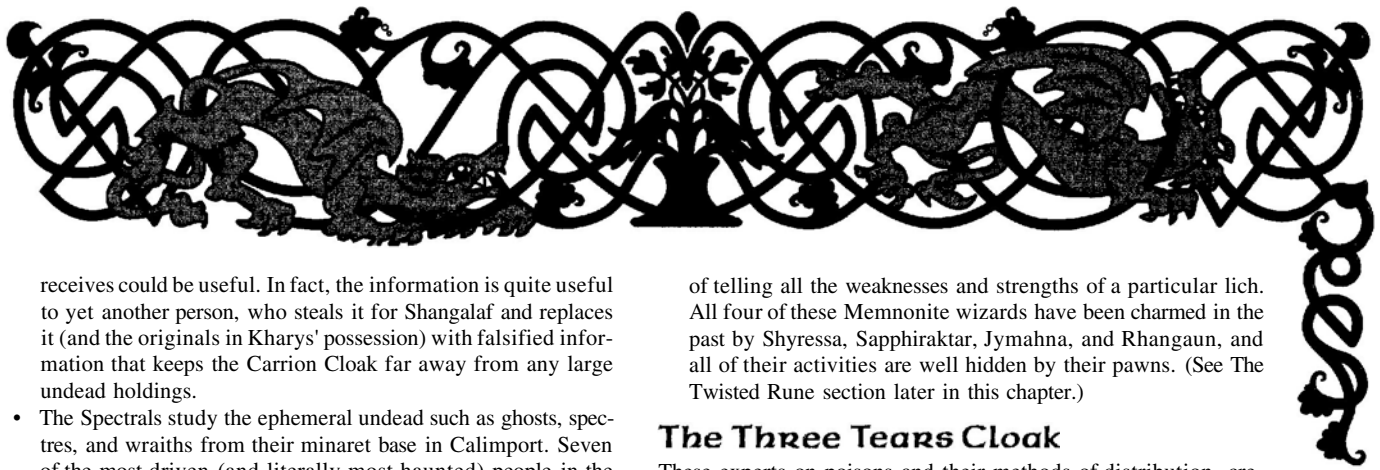 receives could be useful. In fact, the information is quite useful
to yet another person, who steals it for Shangalaf and replaces
it (and the originals in Kharys' possession) with falsified infor-
mation that keeps the Carrion Cloak far away from any large
undead holdings.
• The Spectrals study the ephemeral undead such as ghosts, spec-
tres, and wraiths from their minaret base in Calimport. Seven
of the most driven (and literally most haunted) people in the
of telling all the weaknesses and strengths of a particular lich.
All four of these Memnonite wizards have been charmed in the
past by Shyressa, Sapphiraktar, Jymahna, and Rhangaun, and
all of their activities are well hidden by their pawns. (See The
Twisted Rune section later in this chapter.)
The Three Tears Cloak
These experts on poisons and their methods of distribution are